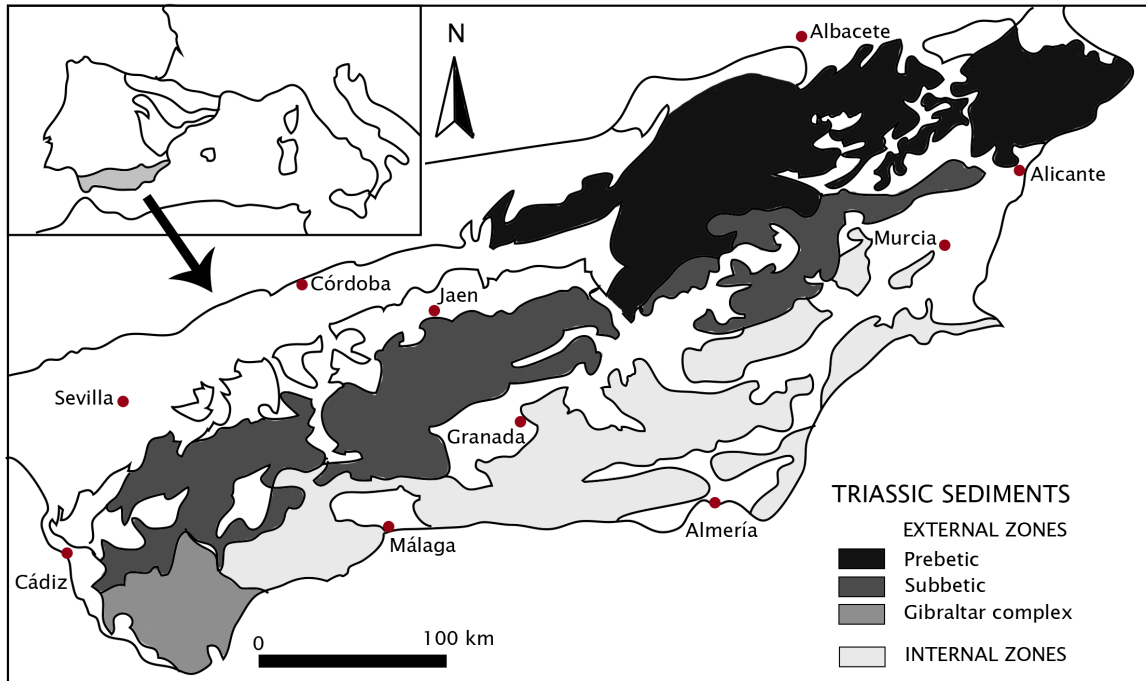 N
Albacete
Alicante
Murcia
Córdoba
Jaen
Sevilla
Granada
Almería
Málaga
Cádiz
0 100 km
TRIASSIC SEDIMENTS
EXTERNAL ZONES
Prebetic
Subbetic
Gibraltar complex
INTERNAL ZONES